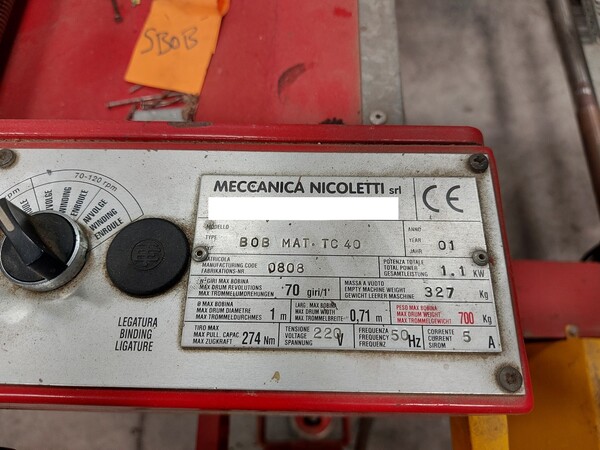 SBOB
70-120 rpm
rpm
AVVOLGE
WINDING
ENROULE
AVVOLGE
WINDING
ENROULE
LEGATURA
BINDING
LIGATURE
MECCANICA NICOLETTI srl
CE
MODELLO
TYPE
BOB MAT. TC 40
ANNO
YEAR
JAHR
01
MATRICOLA
MANUFACTURING CODE
FABRIKATIONS-NR
0808
POTENZA TOTALE
TOTAL POWER
GESAMTLEISTUNG
1.1 KW
N° GIRI MAX BOBINA
MAX DRUM REVOLUTIONS
MAX TROMMELUMDREHUNGEN
70 giri/1'
MASSA A VUOTO
EMPTY MACHINE WEIGHT
GEWICHT LEERER MASCHINE
327 Kg
Ø MAX BOBINA
MAX DRUM DIAMETRE
MAX TROMMELDURCHMES
1 m
LARG. MAX BOBINA
MAX DRUM WIDTH
MAX TROMMELBREITE
0,71 m
PESO MAX BOBINA
MAX DRUM WEIGHT
MAX TROMMELGEWICHT
700 Kg
TIRO MAX
MAX PULL CAPAC.
MAX ZUGKRAFT
274 Nm
TENSIONE
VOLTAGE
SPANNUNG
220 V
FREQUENZA
FREQUENCY
FREQUENZ
50 Hz
CORRENTE
CURRENT
SIROM
5 A